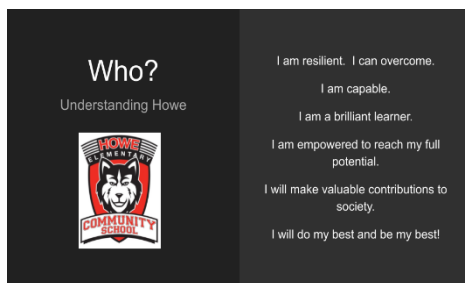 Who?
Understanding Howe
HOWE
ELEMENTARY
COMMUNITY
SCHOOL
I am resilient.  I can overcome.
I am capable.
I am a brilliant learner.
I am empowered to reach my full
potential.
I will make valuable contributions to
society.
I will do my best and be my best!